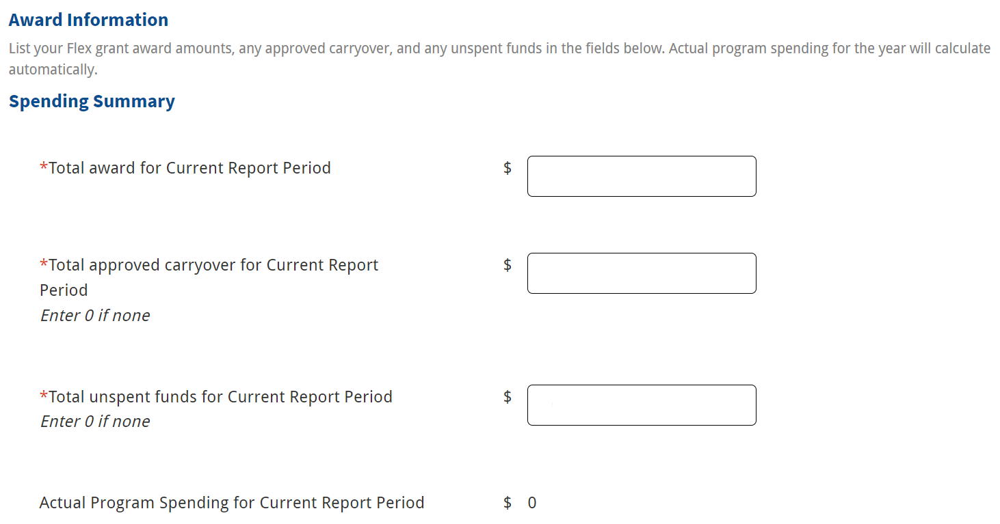 Award Information
List your Flex grant award amounts, any approved carryover, and any unspent funds in the fields below. Actual program spending for the year will calculate
automatically.
Spending Summary
*Total award for Current Report Period $
*Total approved carryover for Current Report $
Period
Enter 0 if none
*Total unspent funds for Current Report Period $
Enter 0 if none
Actual Program Spending for Current Report Period $ 0